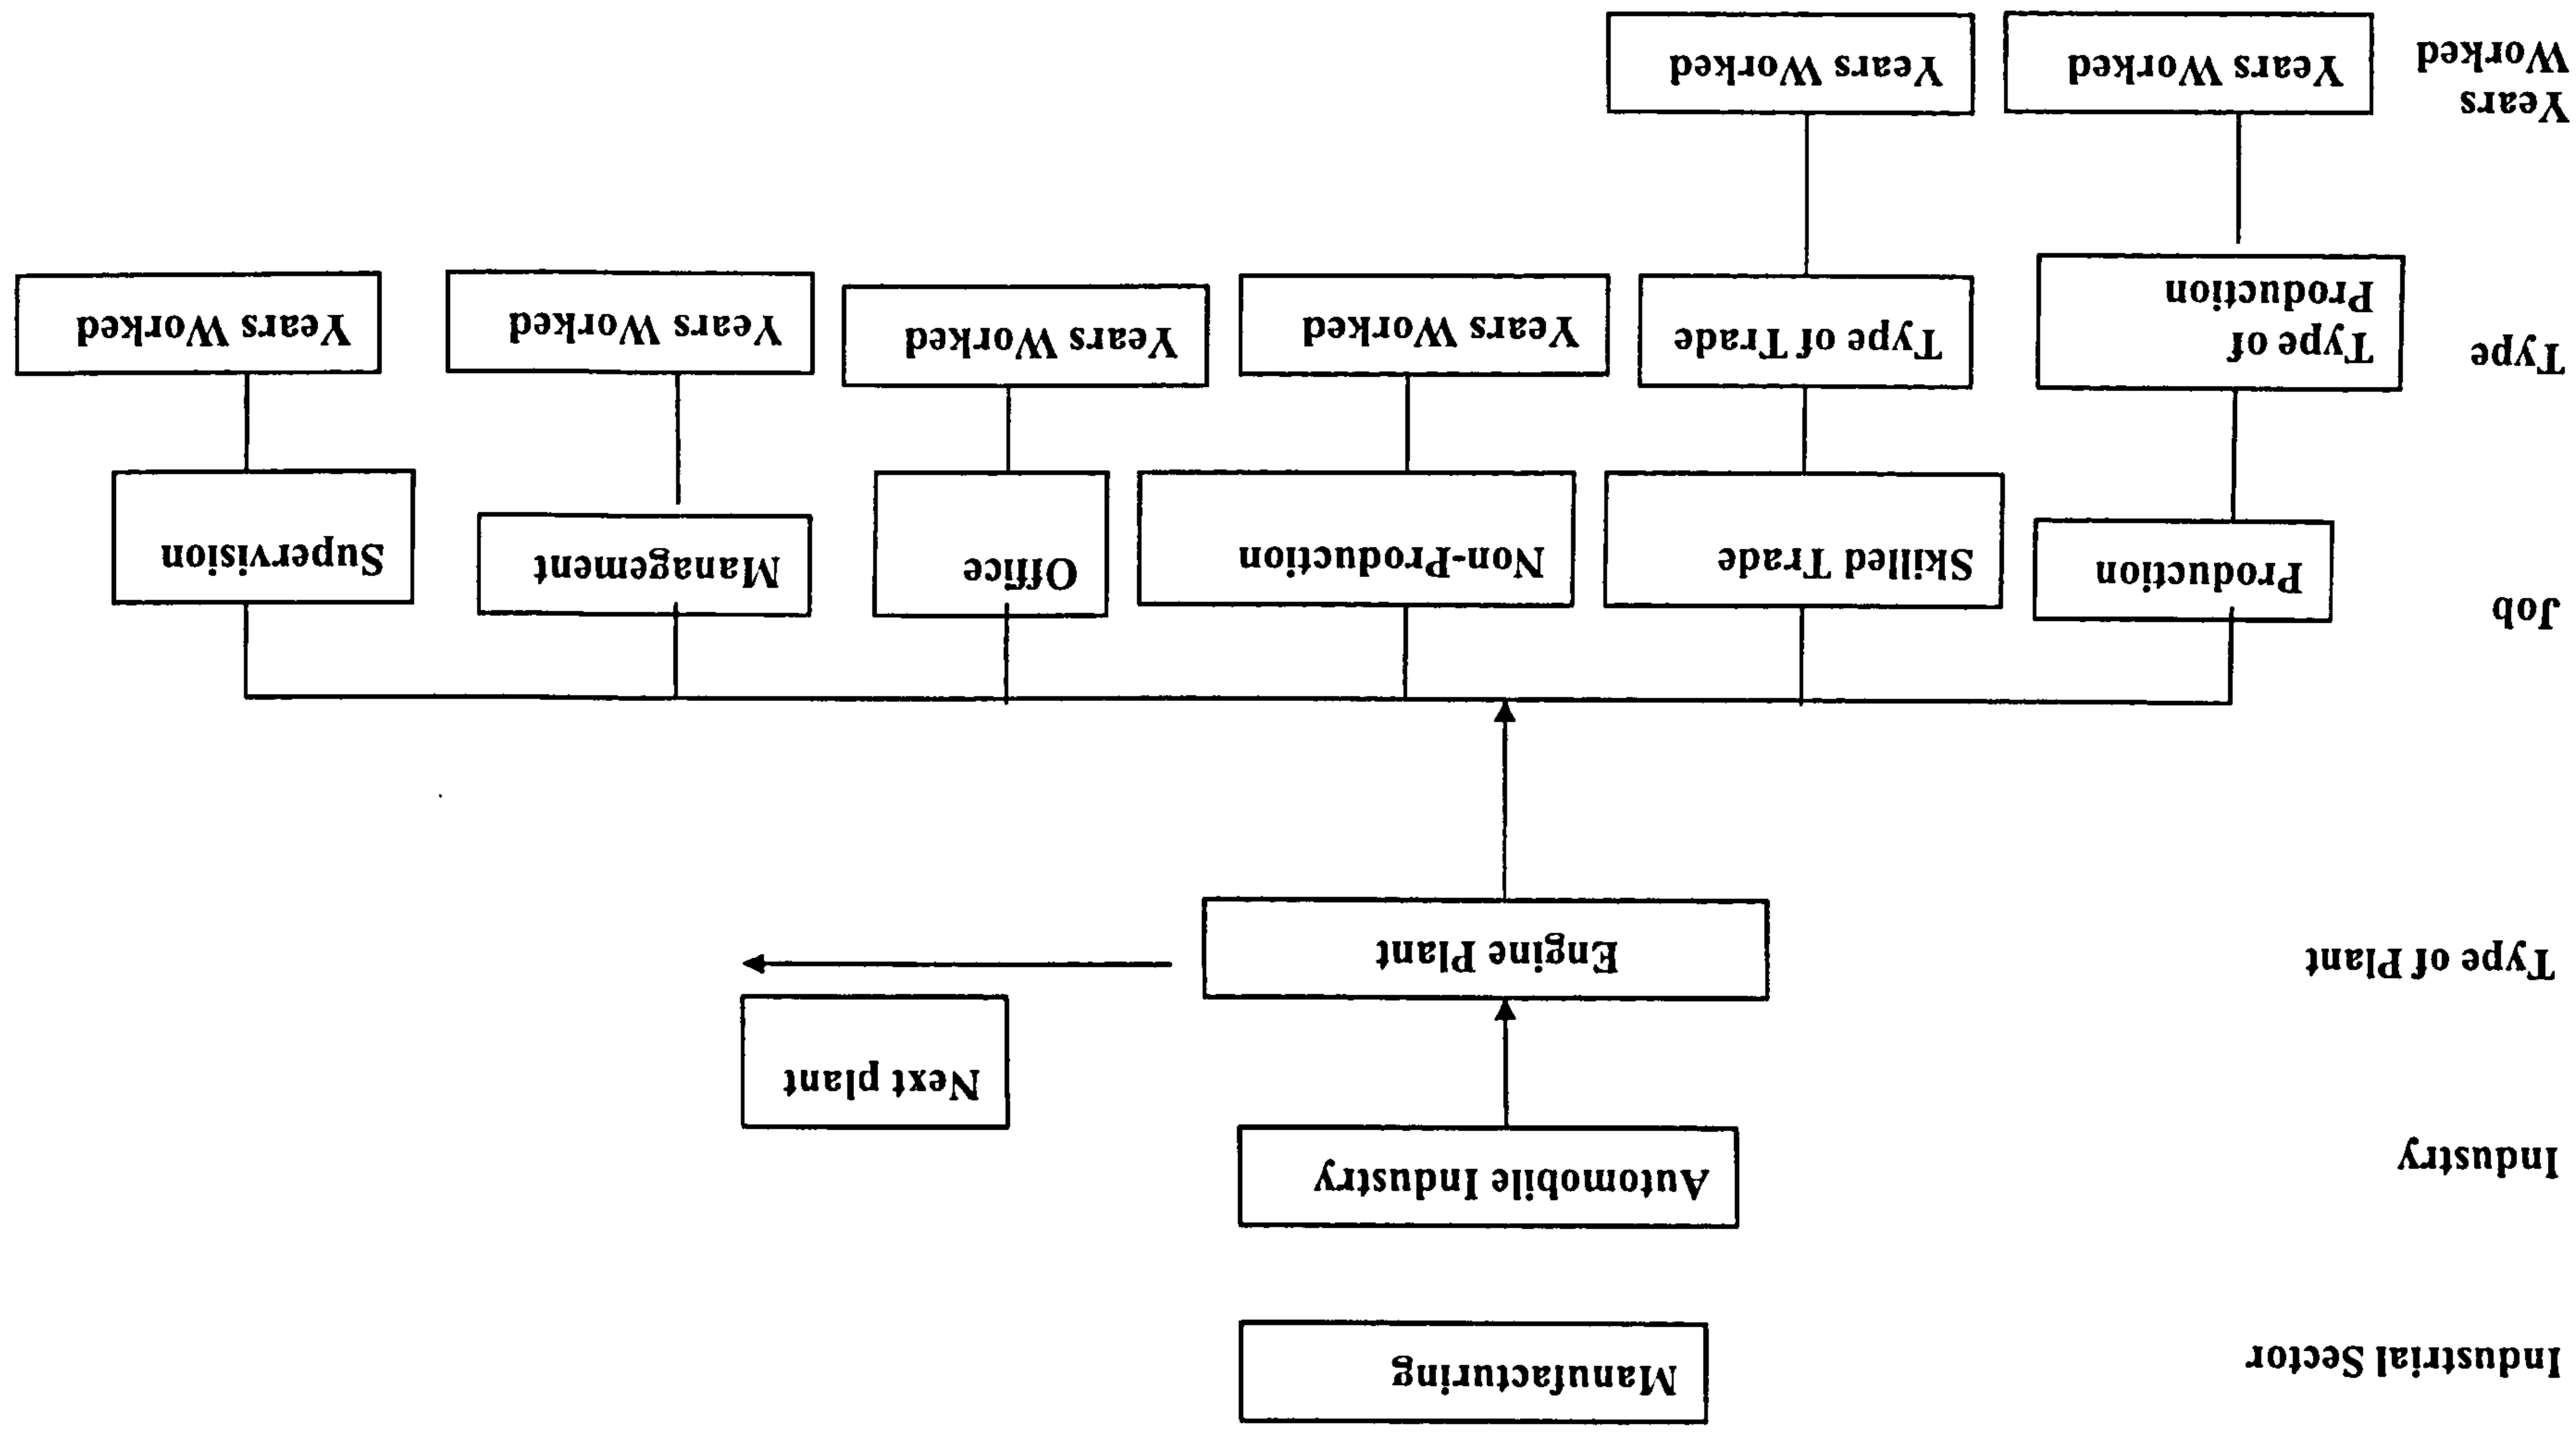 Industrial Sector
Manufacturing
Industry
Automobile Industry
Next plant
Type of Plant
Engine Plant
Job
Production
Skilled Trade
Non-Production
Office
Management
Supervision
Type
Type of
Production
Type of Trade
Years Worked
Years Worked
Years Worked
Years Worked
Years
Worked
Years Worked
Years Worked